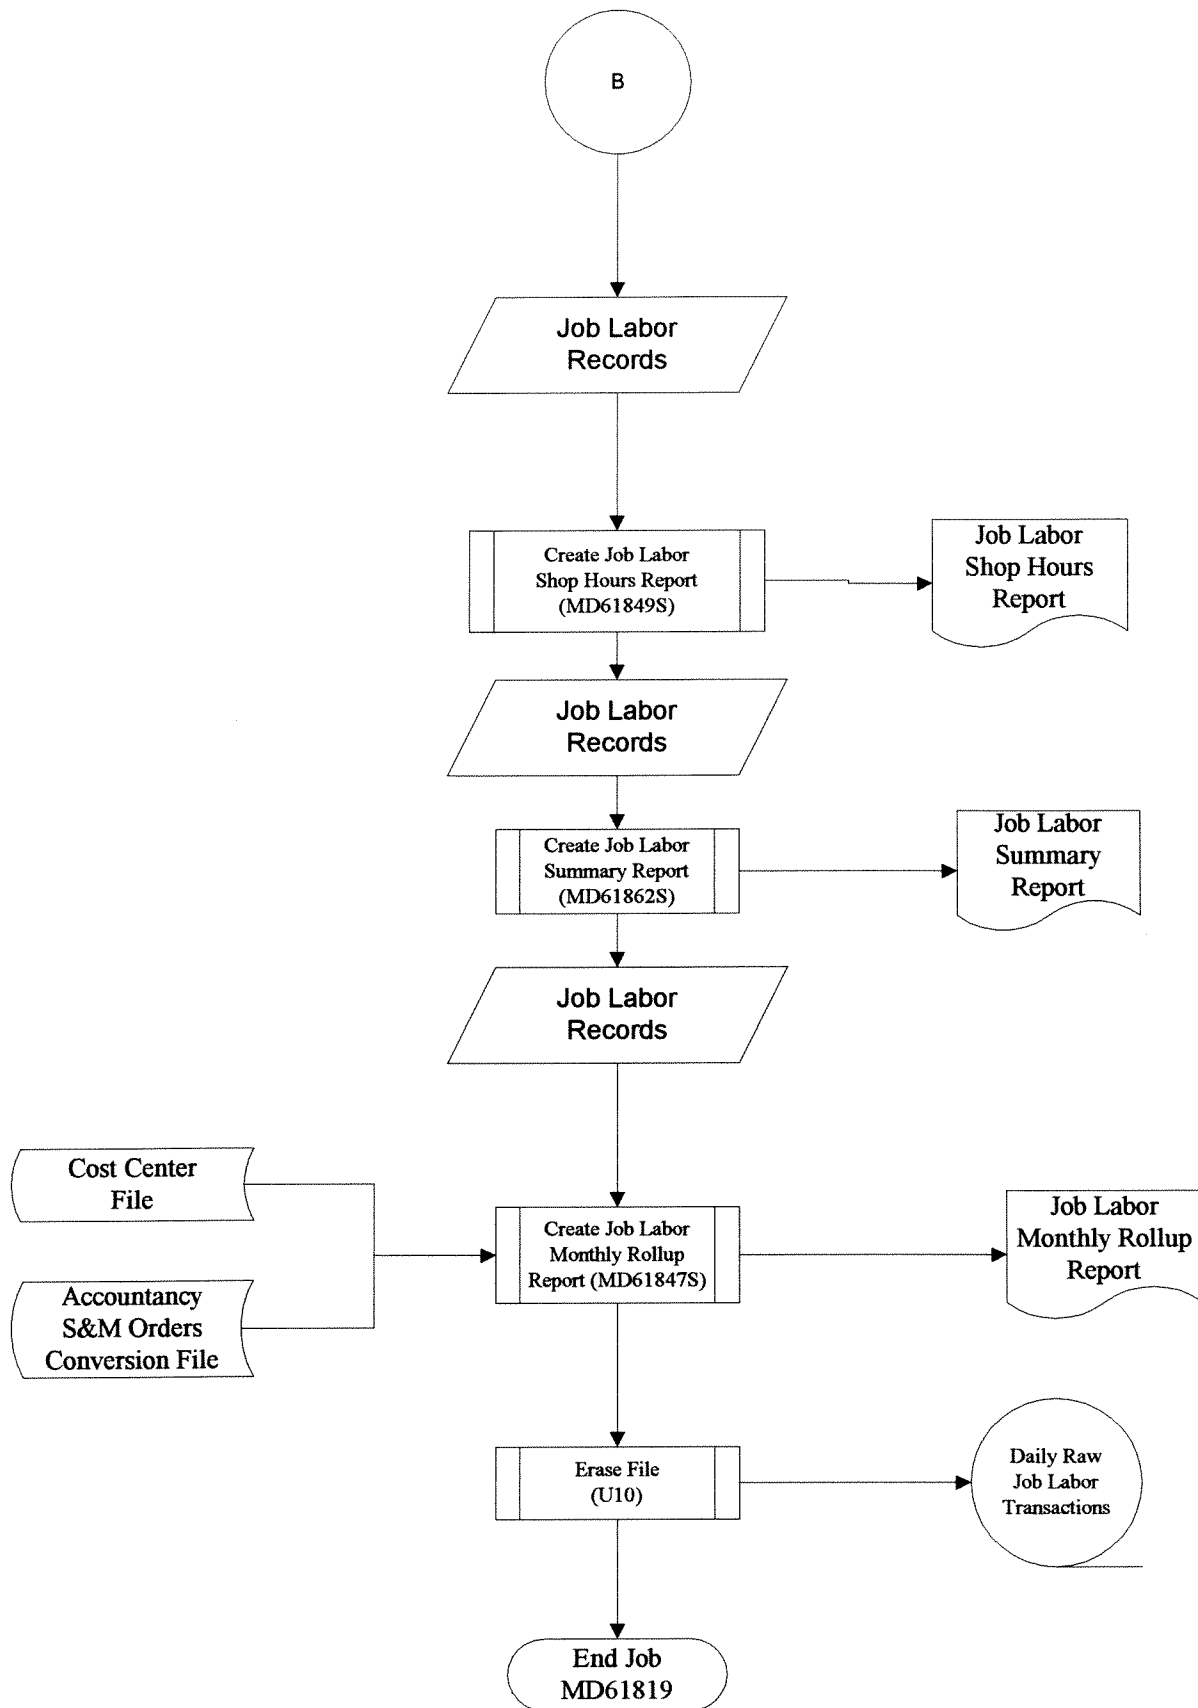 B
Job Labor
Records
Create Job Labor
Shop Hours Report
(MD61849S)
Job Labor
Shop Hours
Report
Job Labor
Records
Create Job Labor
Summary Report
(MD61862S)
Job Labor
Summary
Report
Job Labor
Records
Cost Center
File
Accountancy
S&M Orders
Conversion File
Create Job Labor
Monthly Rollup
Report (MD61847S)
Job Labor
Monthly Rollup
Report
Erase File
(U10)
Daily Raw
Job Labor
Transactions
End Job
MD61819